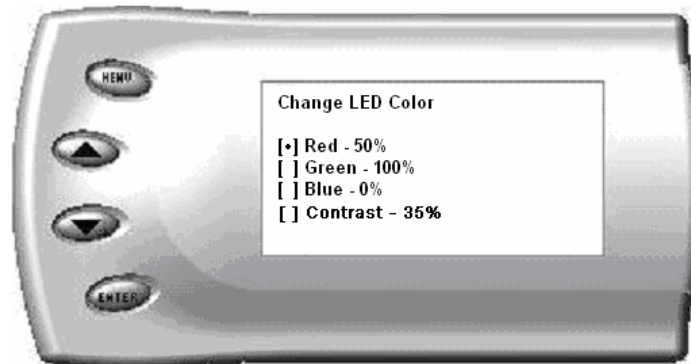 MENU
Change LED Color
[•] Red - 50%
[ ] Green - 100%
[ ] Blue - 0%
[ ] Contrast – 35%
ENTER